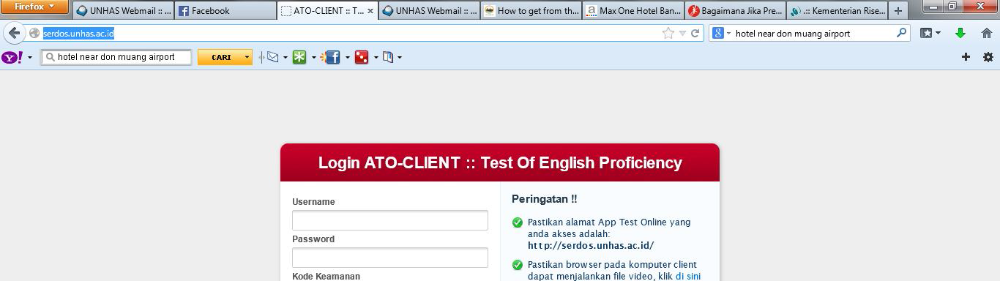 Firefox
UNHAS Webmail :: ...
Facebook
ATO-CLIENT :: T...
UNHAS Webmail :: ...
How to get from th...
Max One Hotel Ban...
Bagaimana Jika Pre...
.:: Kementerian Rise...
serdos.unhas.ac.id
hotel near don muang airport
Y!
hotel near don muang airport
CARI
Login ATO-CLIENT :: Test Of English Proficiency
Username
Password
Kode Keamanan
Peringatan !!
Pastikan alamat App Test Online yang
anda akses adalah:
http://serdos.unhas.ac.id/
Pastikan browser pada komputer client
dapat menjalankan file video, klik di sini